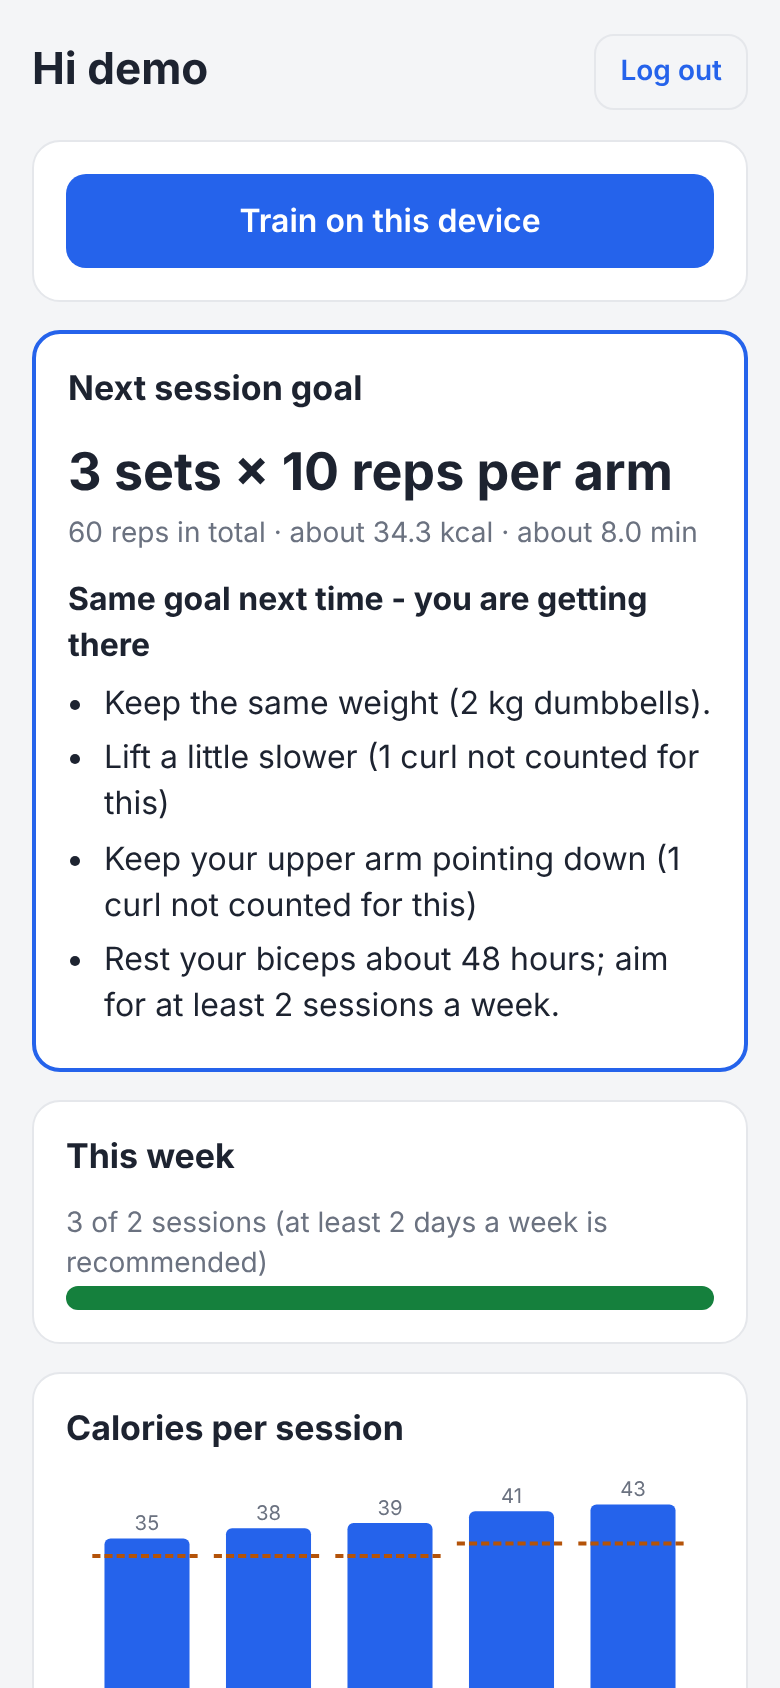 Hi demo
Log out
Train on this device
Next session goal
3 sets × 10 reps per arm
60 reps in total · about 34.3 kcal · about 8.0 min
Same goal next time - you are getting
there
• Keep the same weight (2 kg dumbbells).
• Lift a little slower (1 curl not counted for
this)
• Keep your upper arm pointing down (1
curl not counted for this)
• Rest your biceps about 48 hours; aim
for at least 2 sessions a week.
This week
3 of 2 sessions (at least 2 days a week is
recommended)
Calories per session
35 38 39 41 43